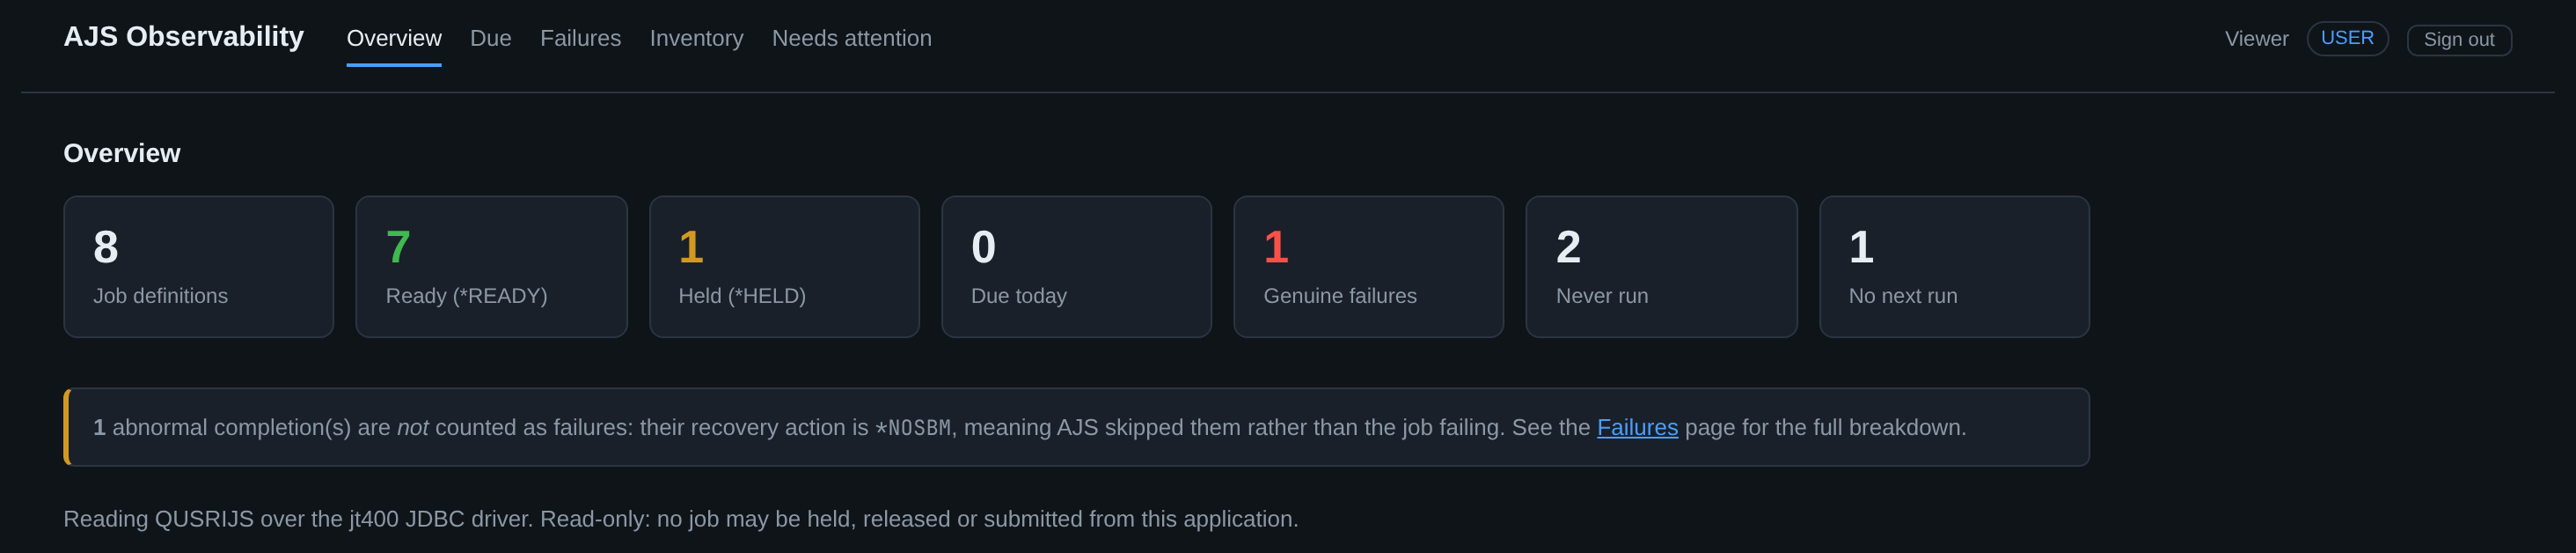 AJS Observability Overview Due Failures Inventory Needs attention Viewer USER Sign out
Overview
8 7 1 0 1 2 1
Job definitions Ready (*READY) Held (*HELD) Due today Genuine failures Never run No next run
1 abnormal completion(s) are not counted as failures: their recovery action is *NOSBM, meaning AJS skipped them rather than the job failing. See the Failures page for the full breakdown.
Reading QUSRIJS over the jt400 JDBC driver. Read-only: no job may be held, released or submitted from this application.